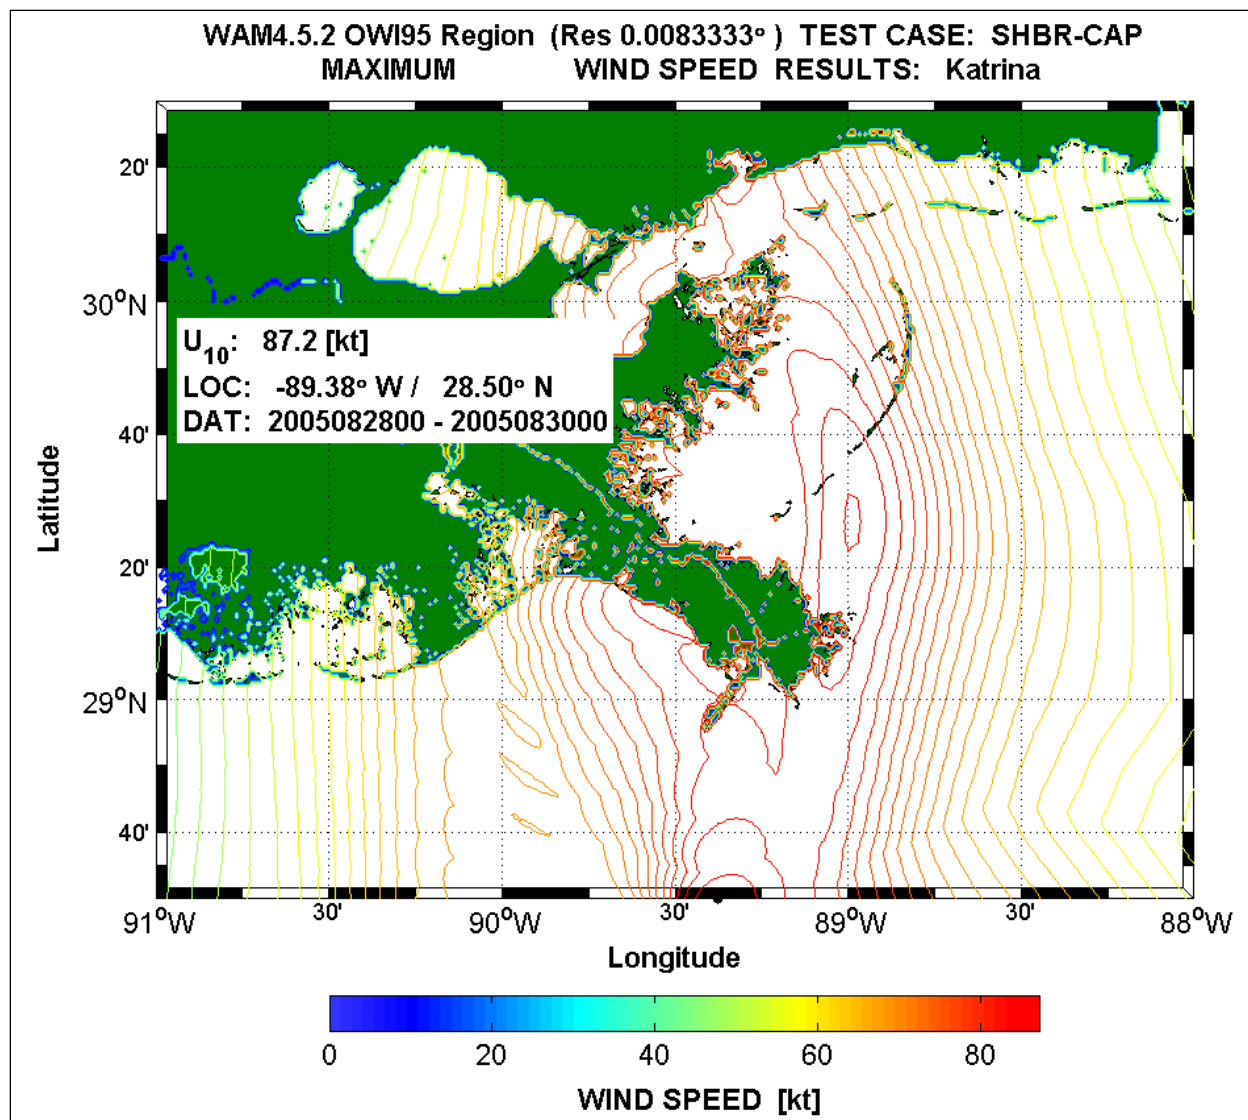 WAM4.5.2 OWI95 Region (Res 0.0083333° ) TEST CASE: SHBR-CAP
MAXIMUM WIND SPEED RESULTS: Katrina
20'
30°N
U10: 87.2 [kt]
LOC: -89.38° W / 28.50° N
DAT: 2005082800 - 2005083000
40'
20'
29°N
40'
Latitude
91°W 30' 90°W 30' 89°W 30' 88°W
Longitude
0 20 40 60 80
WIND SPEED [kt]